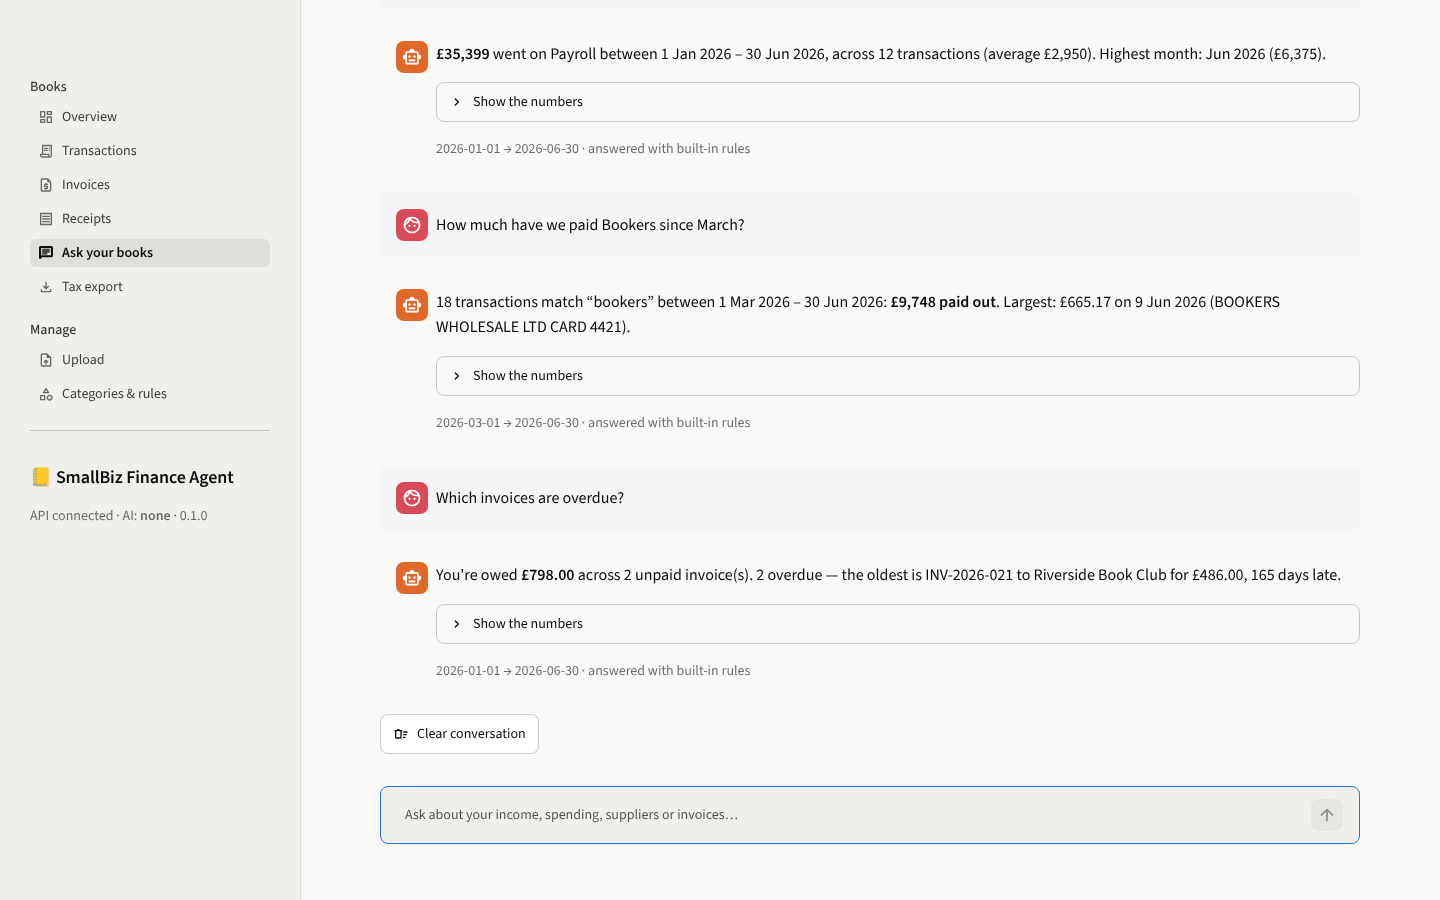 Books
Overview
Transactions
Invoices
Receipts
Ask your books
Tax export
Manage
Upload
Categories & rules
SmallBiz Finance Agent
API connected · AI: none · 0.1.0
£35,399 went on Payroll between 1 Jan 2026 – 30 Jun 2026, across 12 transactions (average £2,950). Highest month: Jun 2026 (£6,375).
Show the numbers
2026-01-01 → 2026-06-30 · answered with built-in rules
How much have we paid Bookers since March?
18 transactions match “bookers” between 1 Mar 2026 – 30 Jun 2026: £9,748 paid out. Largest: £665.17 on 9 Jun 2026 (BOOKERS
WHOLESALE LTD CARD 4421).
Show the numbers
2026-03-01 → 2026-06-30 · answered with built-in rules
Which invoices are overdue?
You're owed £798.00 across 2 unpaid invoice(s). 2 overdue — the oldest is INV-2026-021 to Riverside Book Club for £486.00, 165 days late.
Show the numbers
2026-01-01 → 2026-06-30 · answered with built-in rules
Clear conversation
Ask about your income, spending, suppliers or invoices…